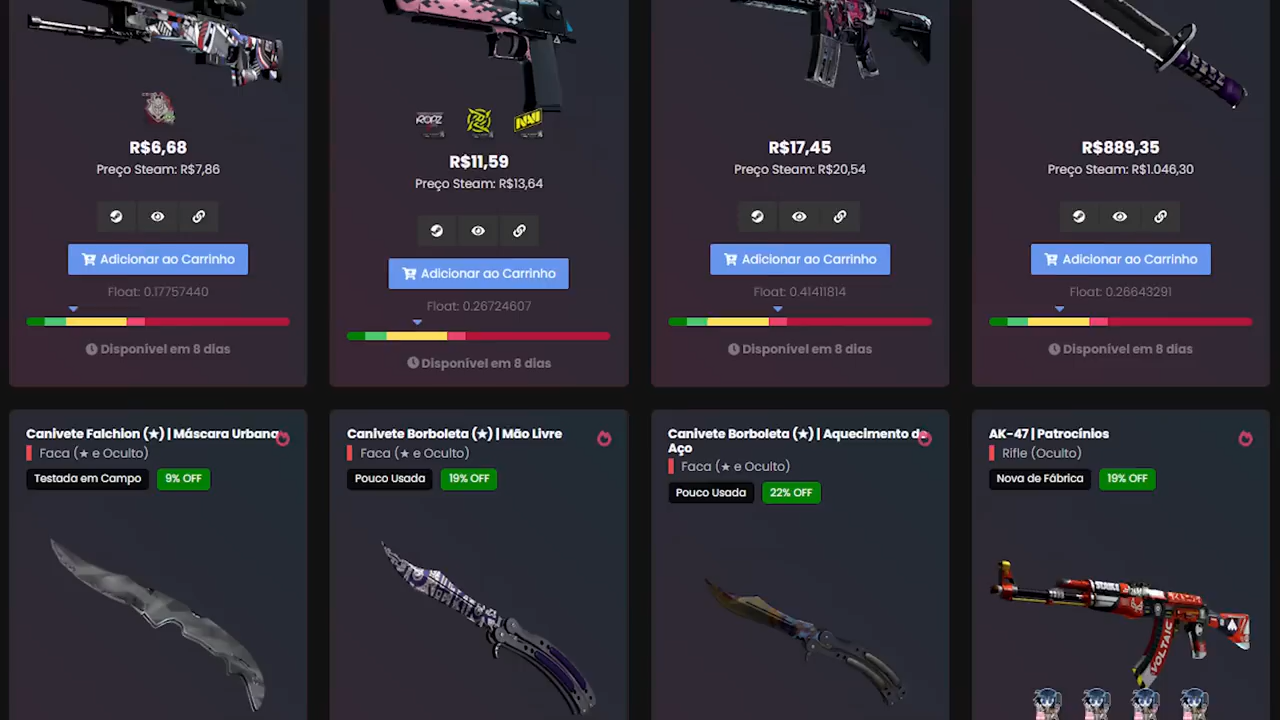 R$6,68
Preço Steam: R$7,86
Adicionar ao Carrinho
Float: 0.17757440
Disponível em 8 dias
R$11,59
Preço Steam: R$13,64
Adicionar ao Carrinho
Float: 0.26724607
Disponível em 8 dias
R$17,45
Preço Steam: R$20,54
Adicionar ao Carrinho
Float: 0.41411814
Disponível em 8 dias
R$889,35
Preço Steam: R$1.046,30
Adicionar ao Carrinho
Float: 0.26643291
Disponível em 8 dias
Canivete Falchion (★) | Máscara Urbana
Faca (★ e Oculto)
Testada em Campo
9% OFF
Canivete Borboleta (★) | Mão Livre
Faca (★ e Oculto)
Pouco Usada
19% OFF
Canivete Borboleta (★) | Aquecimento de
Aço
Faca (★ e Oculto)
Pouco Usada
22% OFF
AK-47 | Patrocínios
Rifle (Oculto)
Nova de Fábrica
19% OFF
VOLTAIC